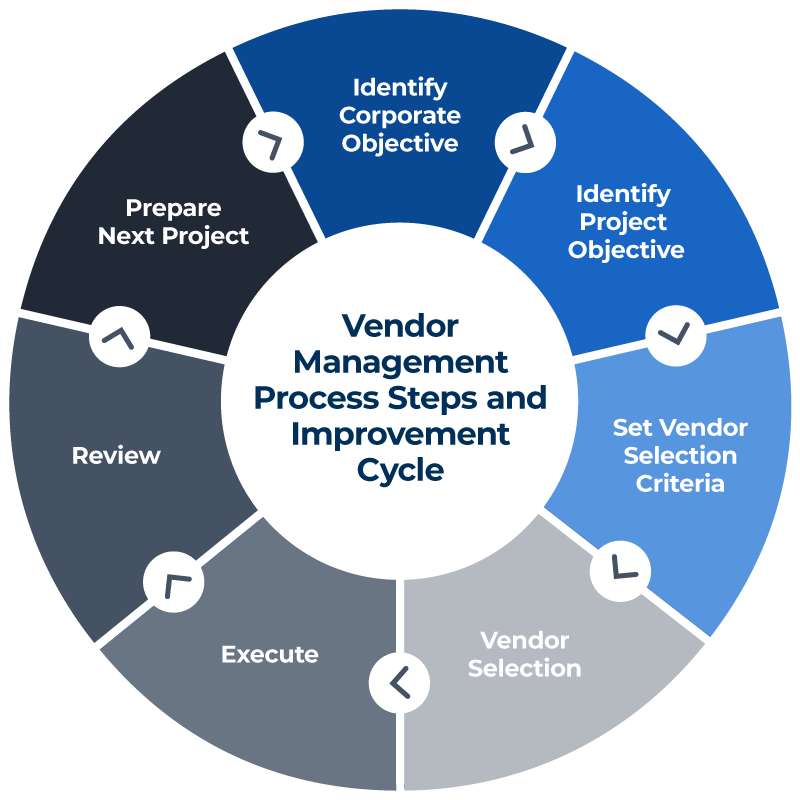 Vendor
Management
Process Steps and
Improvement
Cycle
Identify
Corporate
Objective
Identify
Project
Objective
Set Vendor
Selection
Criteria
Vendor
Selection
Execute
Review
Prepare
Next Project